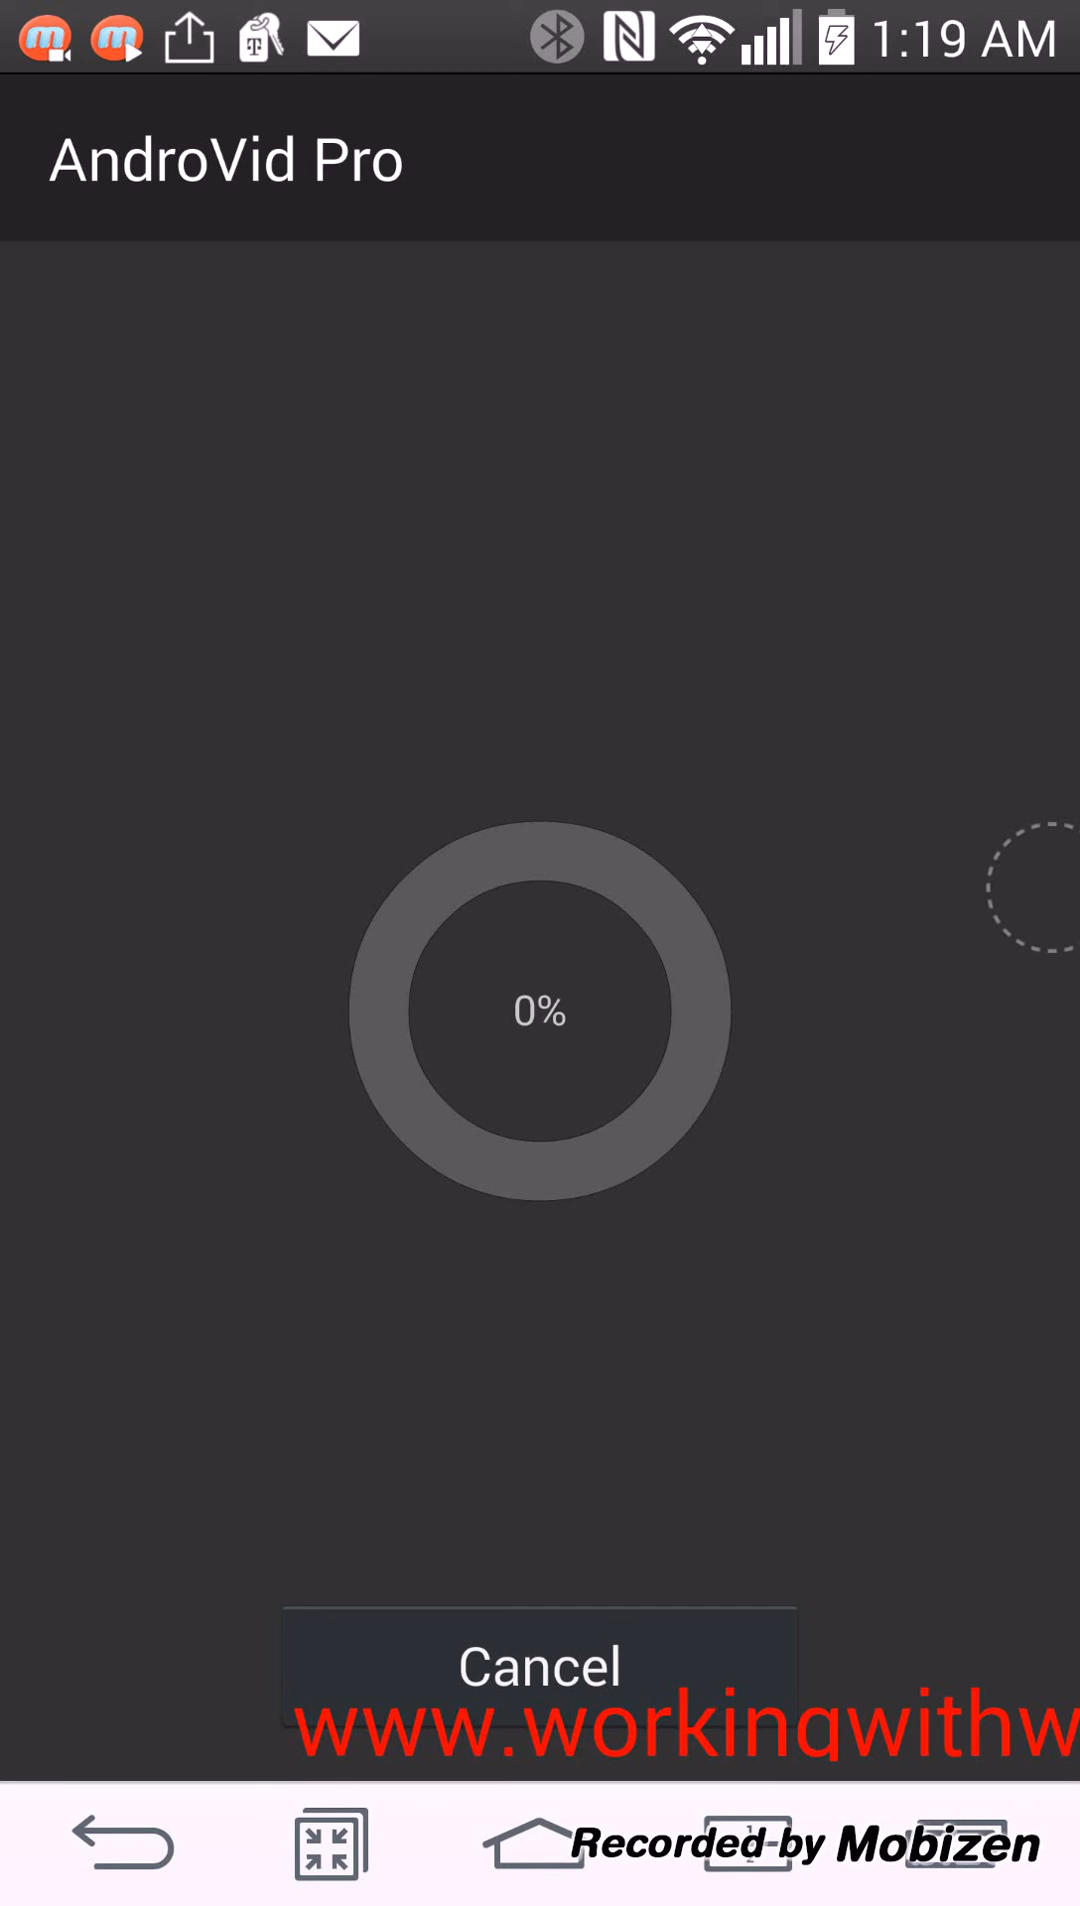 1:19 AM
AndroVid Pro
0%
Cancel
www.workingwithw
Recorded by Mobizen